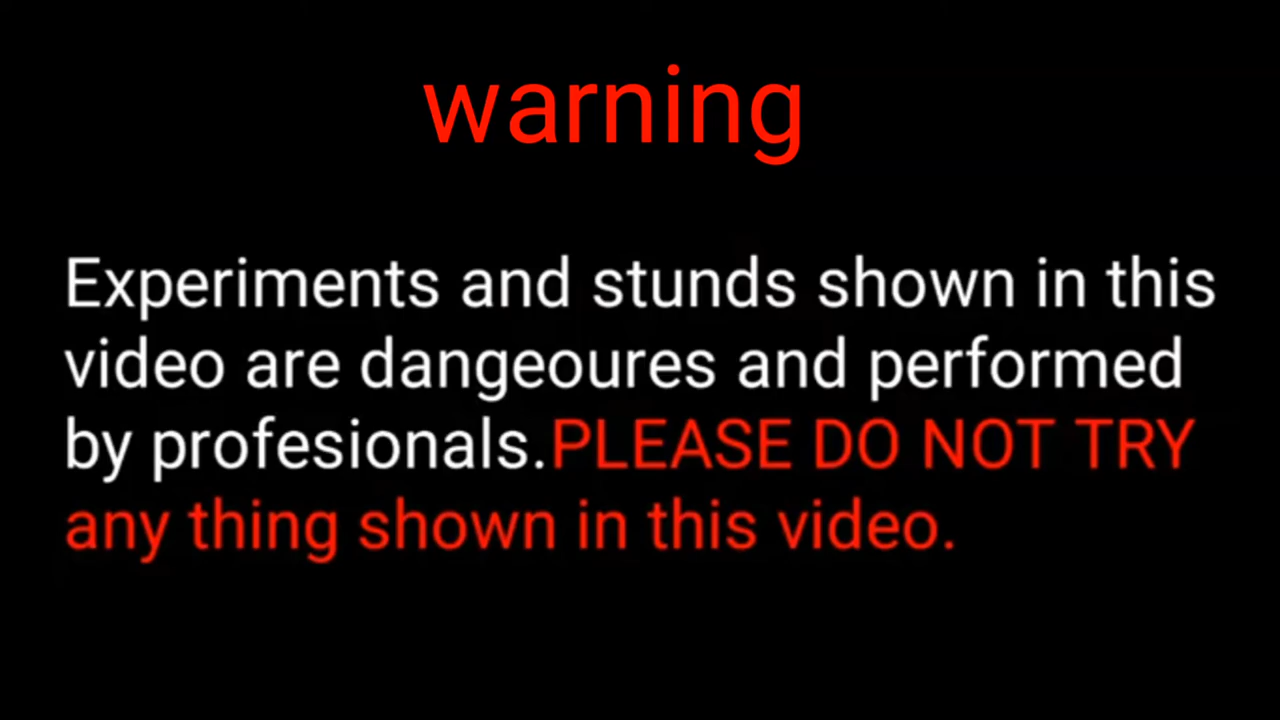 warning
Experiments and stunds shown in this
video are dangeoures and performed
by profesionals.PLEASE DO NOT TRY
any thing shown in this video.